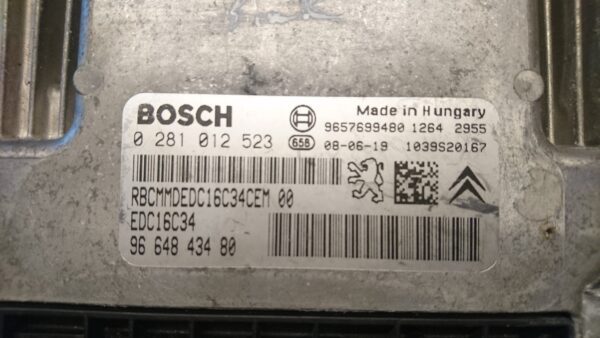 BOSCH
Made in Hungary
9657699480 1264 2955
0 281 012 523
658 08-06-19 1039S20167
RBCMMDEDC16C34CEM 00
EDC16C34
96 648 434 80